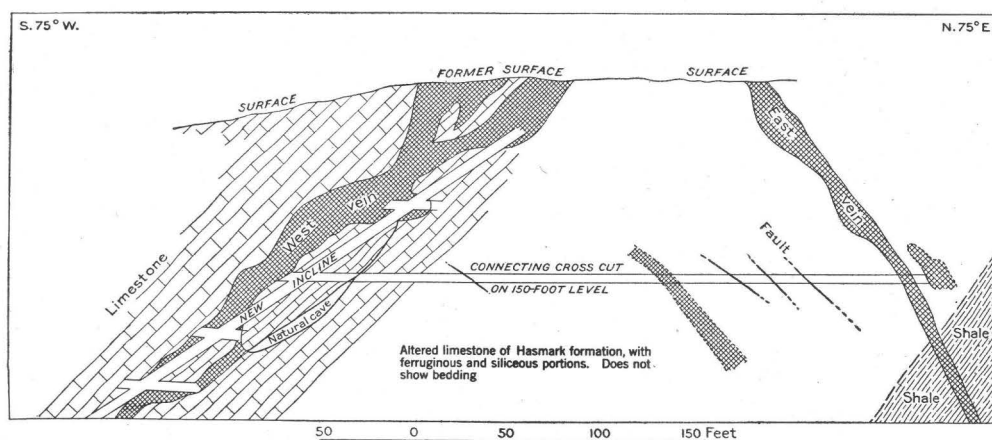 S. 75° W.
N. 75° E
FORMER SURFACE
SURFACE
SURFACE
East
vein
West
vein
Fault
Limestone
NEW INCLINE
CONNECTING CROSS CUT
ON 150-FOOT LEVEL
Natural cave
Shale
Altered limestone of Hasmark formation, with
ferruginous and siliceous portions. Does not
show bedding
Shale
50 0 50 100 150 Feet